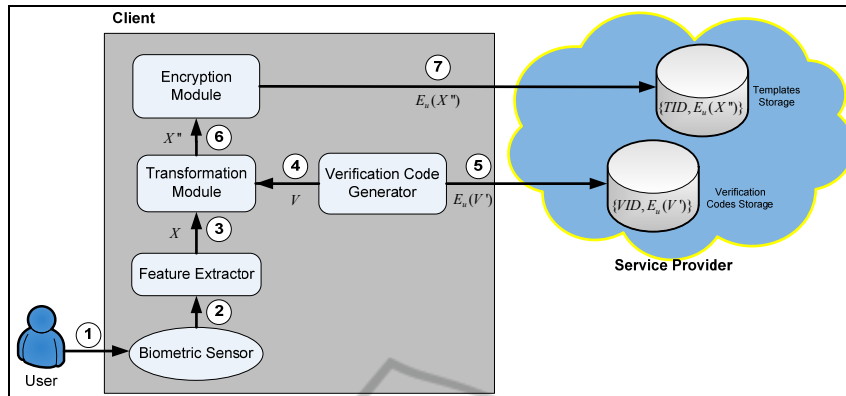 Client
Encryption
Module
7
E_u(X'')
Templates
Storage
{TID, E_u(X'')}
X''
6
Transformation
Module
4
V
Verification Code
Generator
5
E_u(V')
{VID, E_u(V')}
Verification
Codes Storage
X
3
Service Provider
Feature Extractor
2
1
Biometric Sensor
User